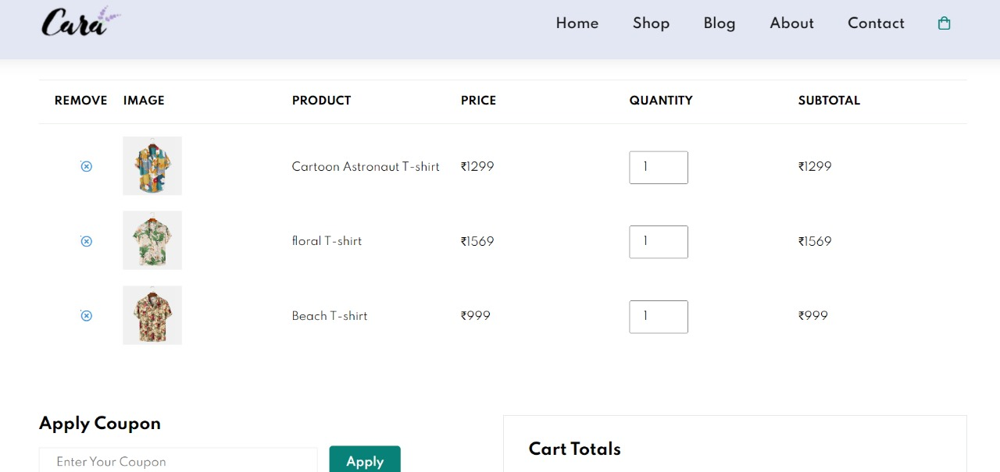 Cara
Home Shop Blog About Contact
REMOVE IMAGE PRODUCT PRICE QUANTITY SUBTOTAL
Cartoon Astronaut T-shirt ₹1299 1 ₹1299
floral T-shirt ₹1569 1 ₹1569
Beach T-shirt ₹999 1 ₹999
Apply Coupon
Cart Totals
Enter Your Coupon Apply